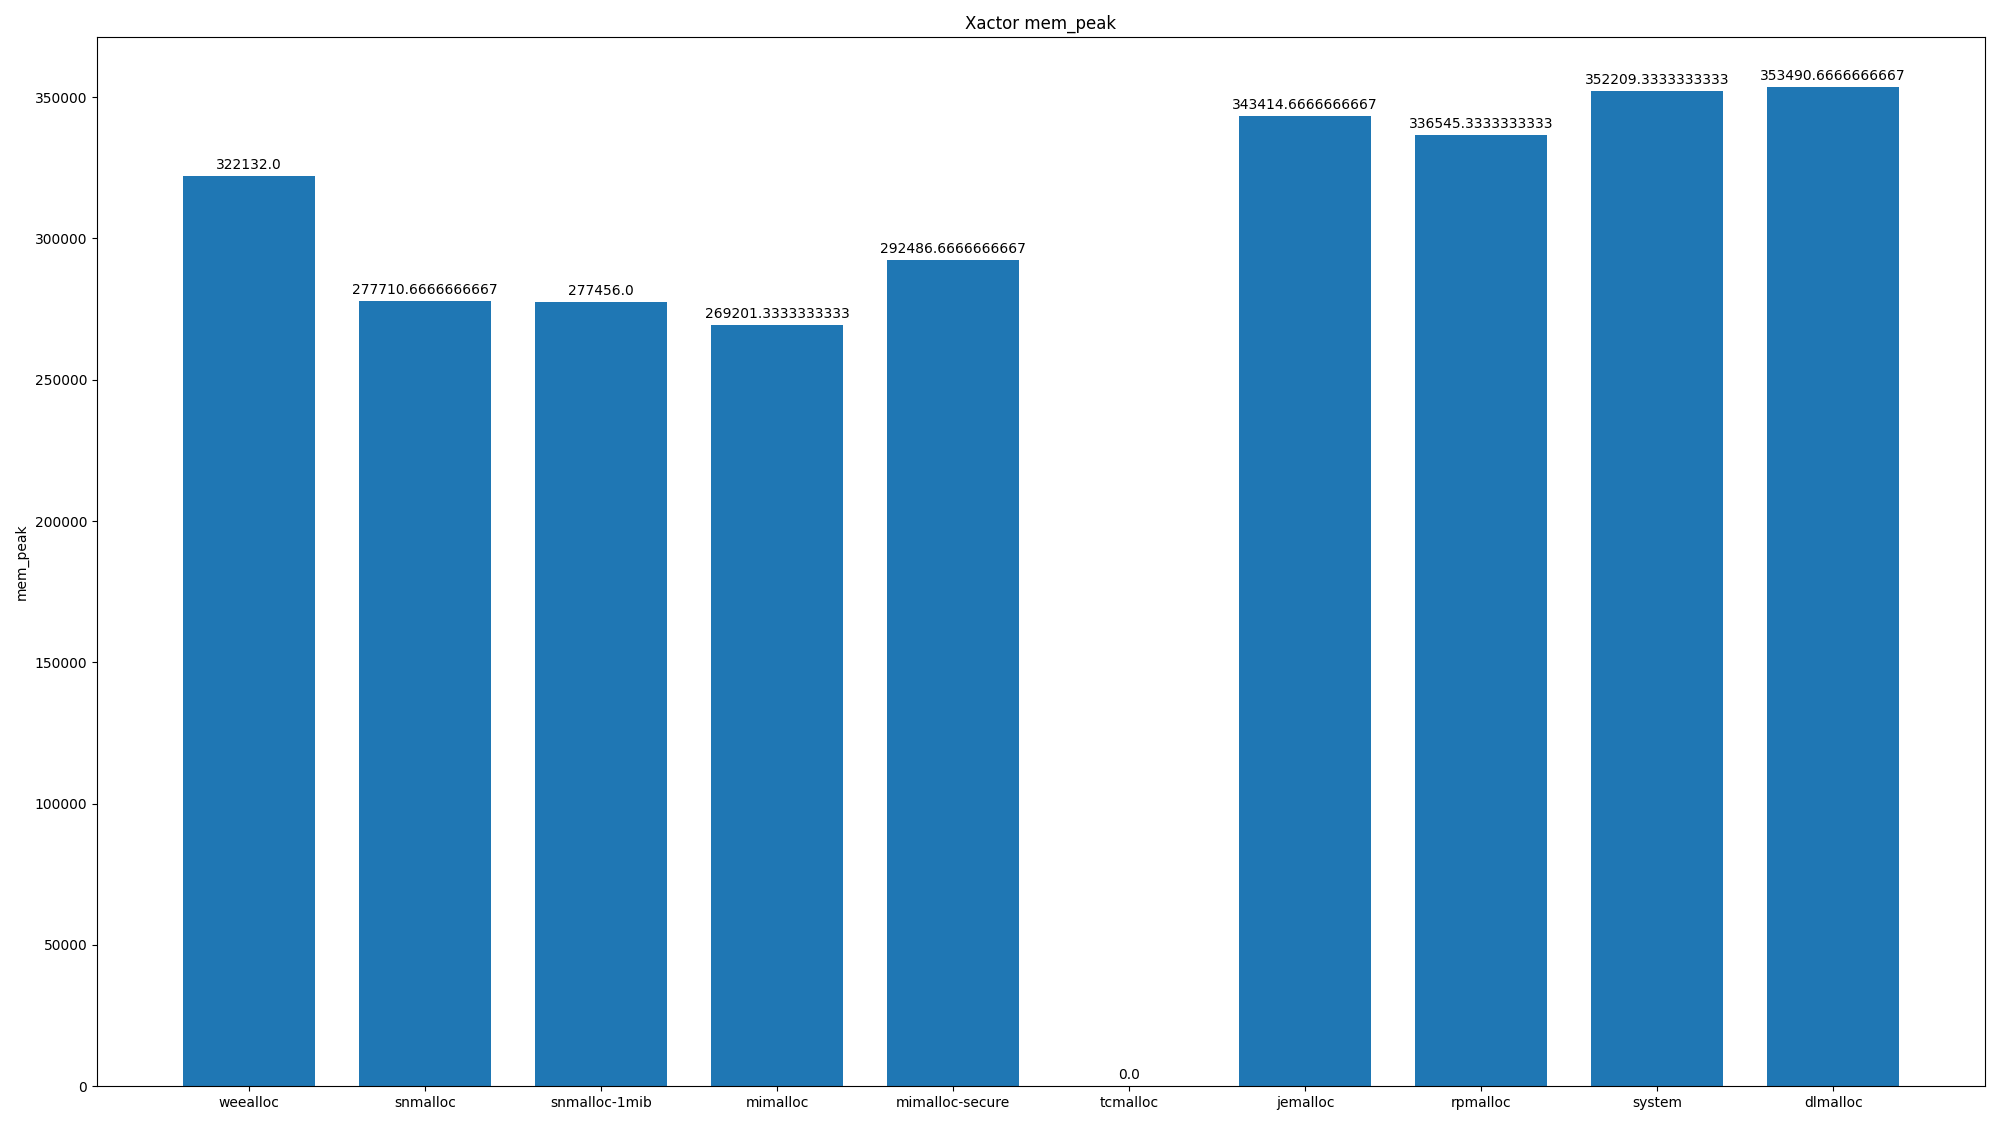 Xactor mem_peak
mem_peak
350000
300000
250000
200000
150000
100000
50000
0
322132.0
277710.6666666667
277456.0
269201.3333333333
292486.6666666667
0.0
343414.6666666667
336545.3333333333
352209.3333333333
353490.6666666667
weealloc
snmalloc
snmalloc-1mib
mimalloc
mimalloc-secure
tcmalloc
jemalloc
rpmalloc
system
dlmalloc